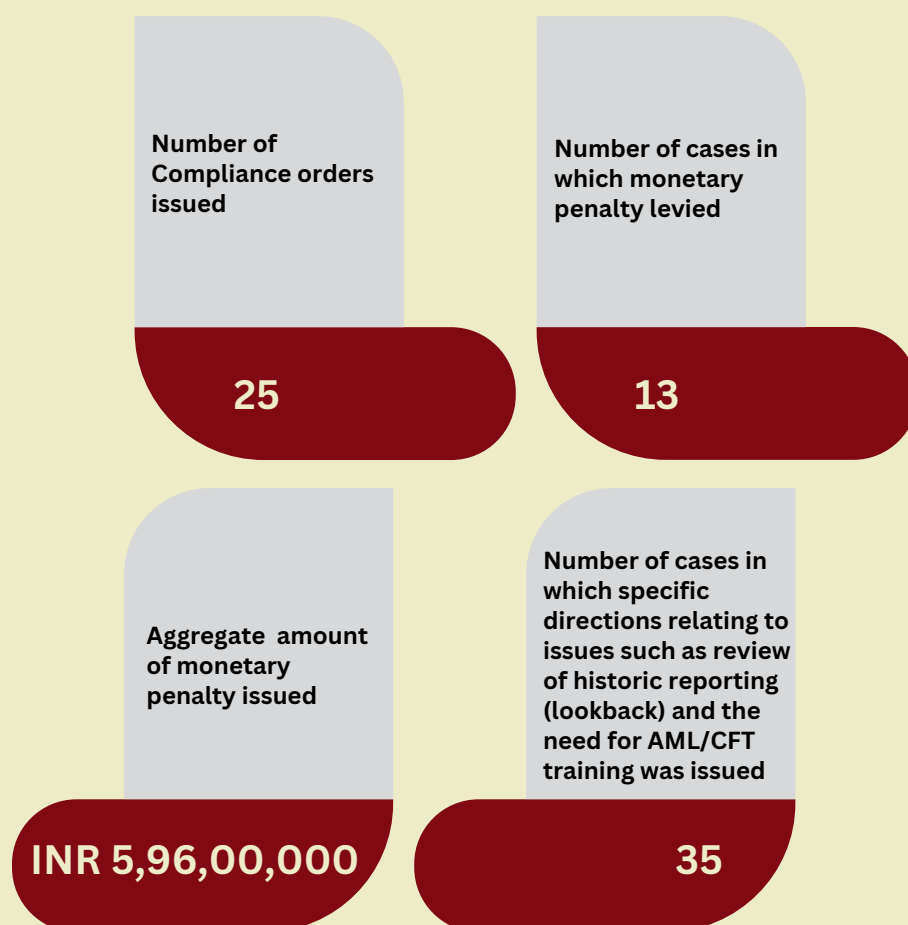 Number of
Compliance orders
issued
25
Number of cases in
which monetary
penalty levied
13
Aggregate  amount
of monetary
penalty issued
INR 5,96,00,000
Number of cases in
which specific
directions relating to
issues such as review
of historic reporting
(lookback) and the
need for AML/CFT
training was issued
35